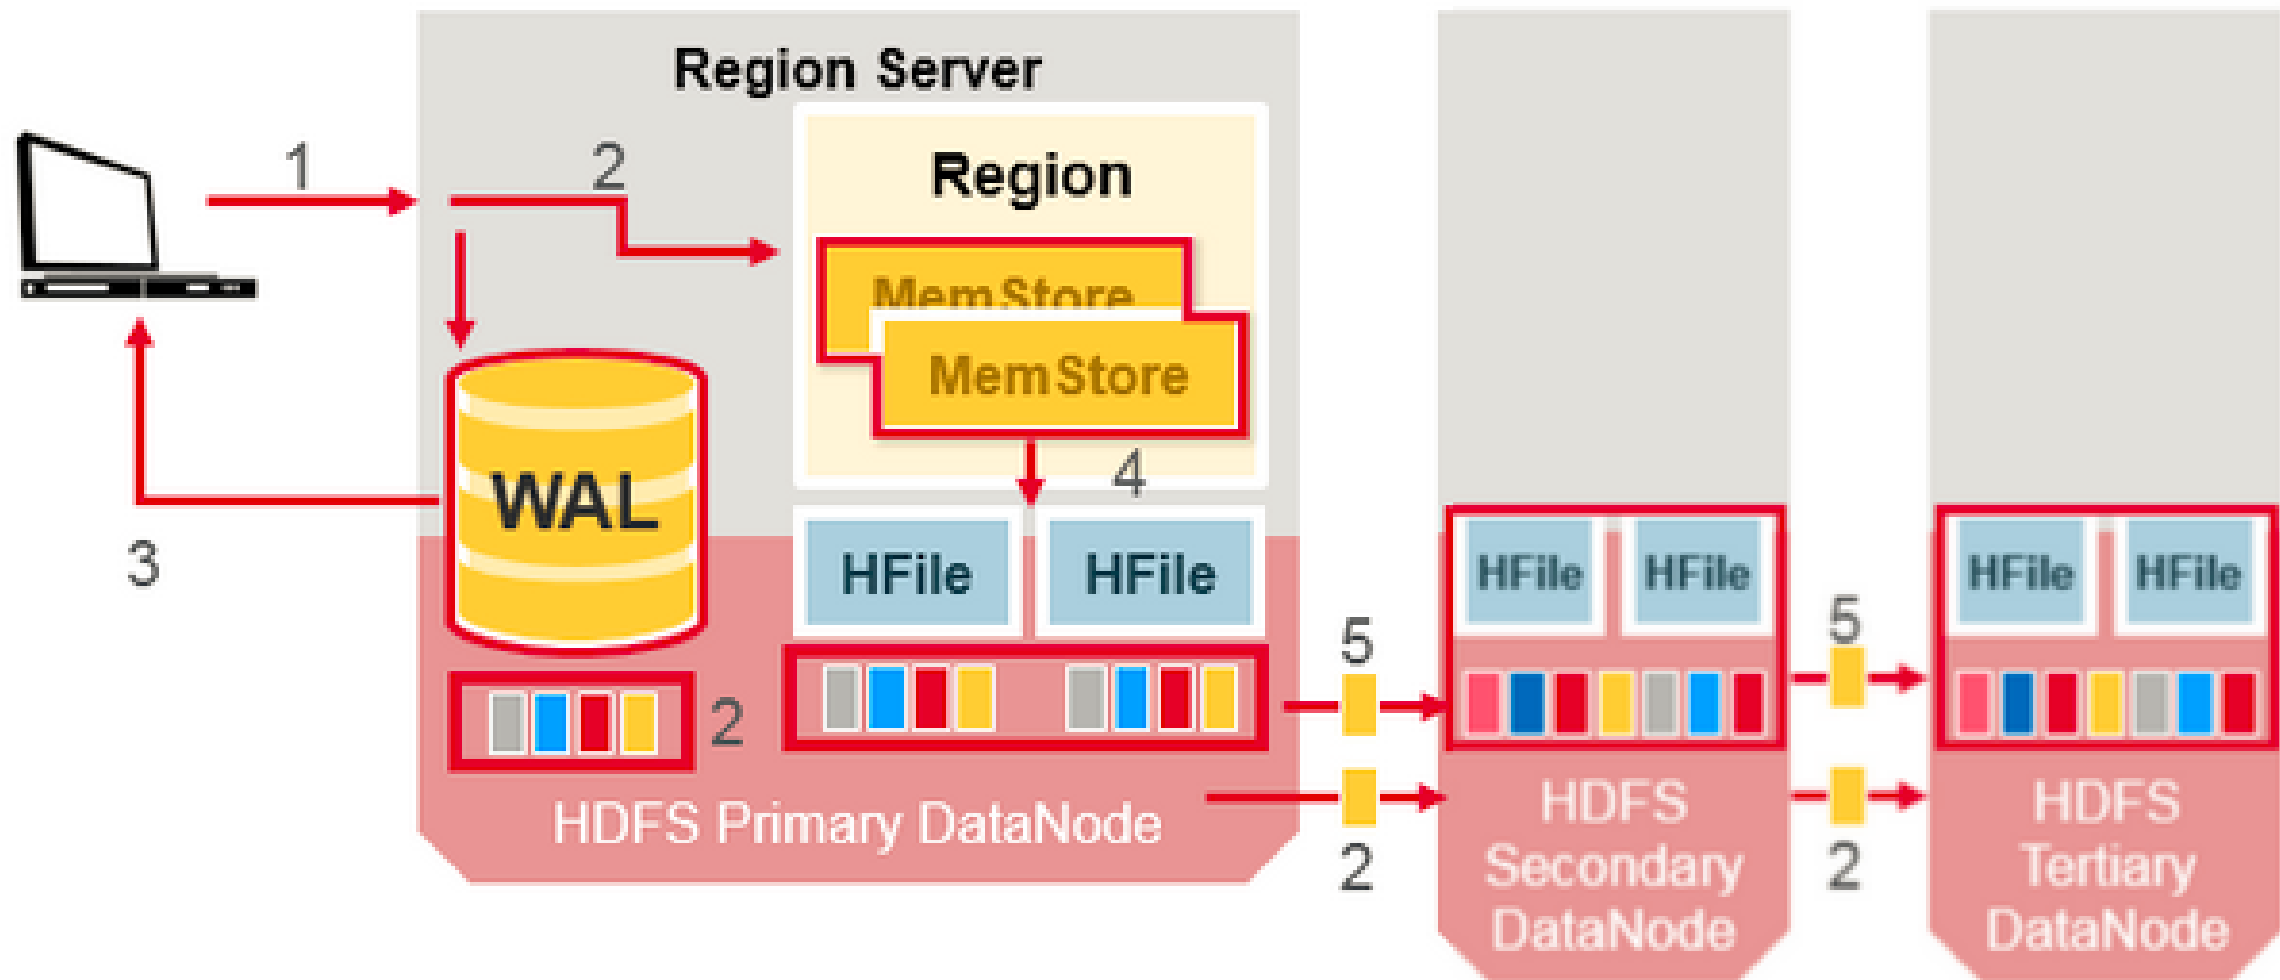 Region Server
1
2
Region
MemStore
MemStore
4
WAL
3
HFile
HFile
HFile
HFile
HFile
HFile
5
5
2
HDFS Primary DataNode
2
2
HDFS
Secondary
DataNode
HDFS
Tertiary
DataNode